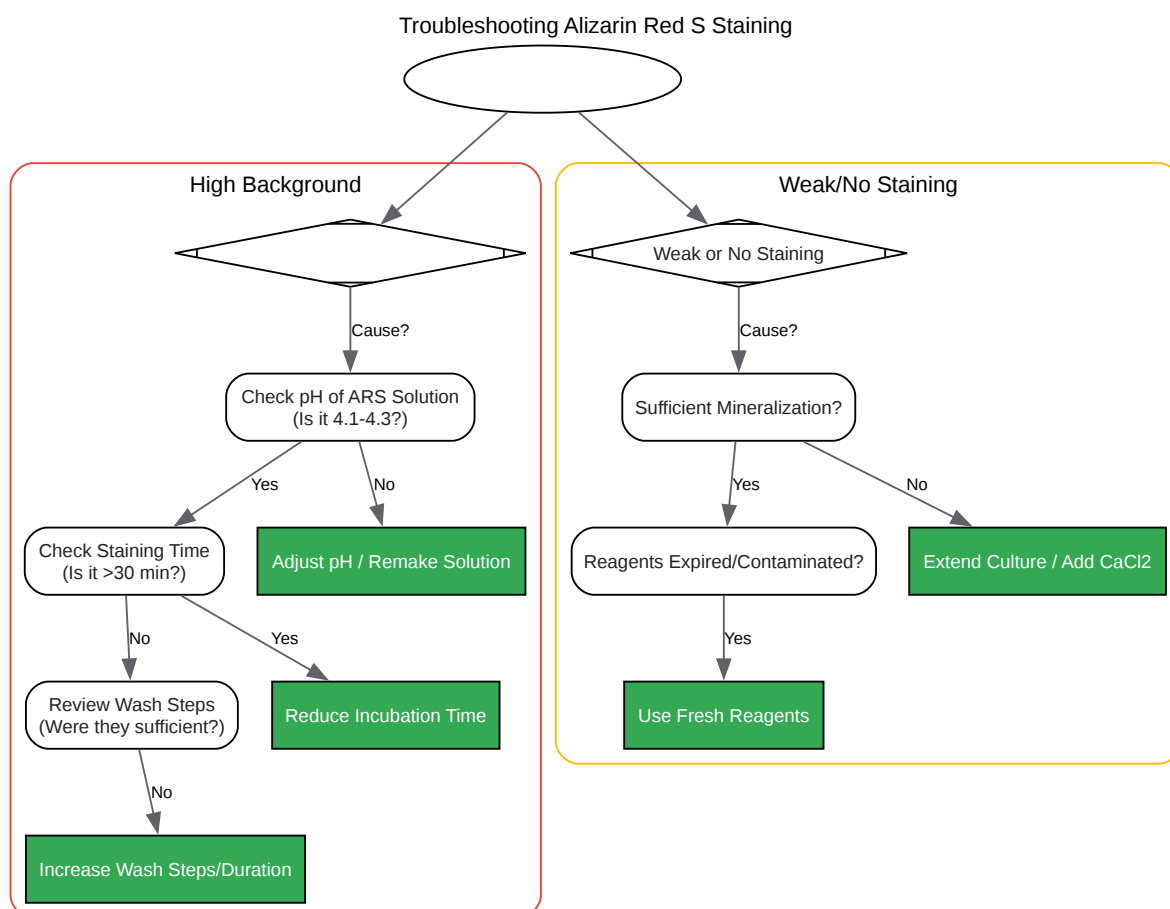 Troubleshooting Alizarin Red S Staining
High Background
Cause?
Check pH of ARS Solution
(Is it 4.1-4.3?)
Yes
No
Check Staining Time
(Is it >30 min?)
Adjust pH / Remake Solution
No
Yes
Review Wash Steps
(Were they sufficient?)
Reduce Incubation Time
No
Increase Wash Steps/Duration
Weak/No Staining
Weak or No Staining
Cause?
Sufficient Mineralization?
Yes
No
Reagents Expired/Contaminated?
Extend Culture / Add CaCl2
Yes
Use Fresh Reagents